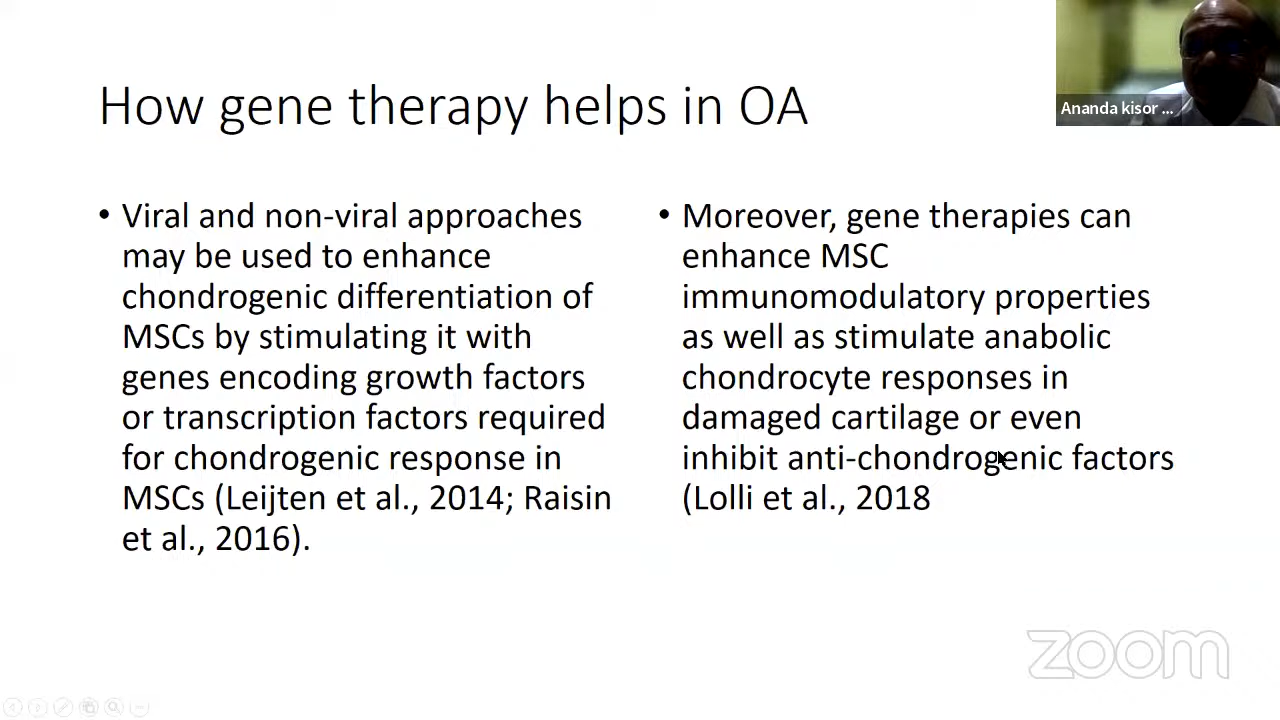 How gene therapy helps in OA
• Viral and non-viral approaches
may be used to enhance
chondrogenic differentiation of
MSCs by stimulating it with
genes encoding growth factors
or transcription factors required
for chondrogenic response in
MSCs (Leijten et al., 2014; Raisin
et al., 2016).
• Moreover, gene therapies can
enhance MSC
immunomodulatory properties
as well as stimulate anabolic
chondrocyte responses in
damaged cartilage or even
inhibit anti-chondrogenic factors
(Lolli et al., 2018
Ananda kisor ...
zoom